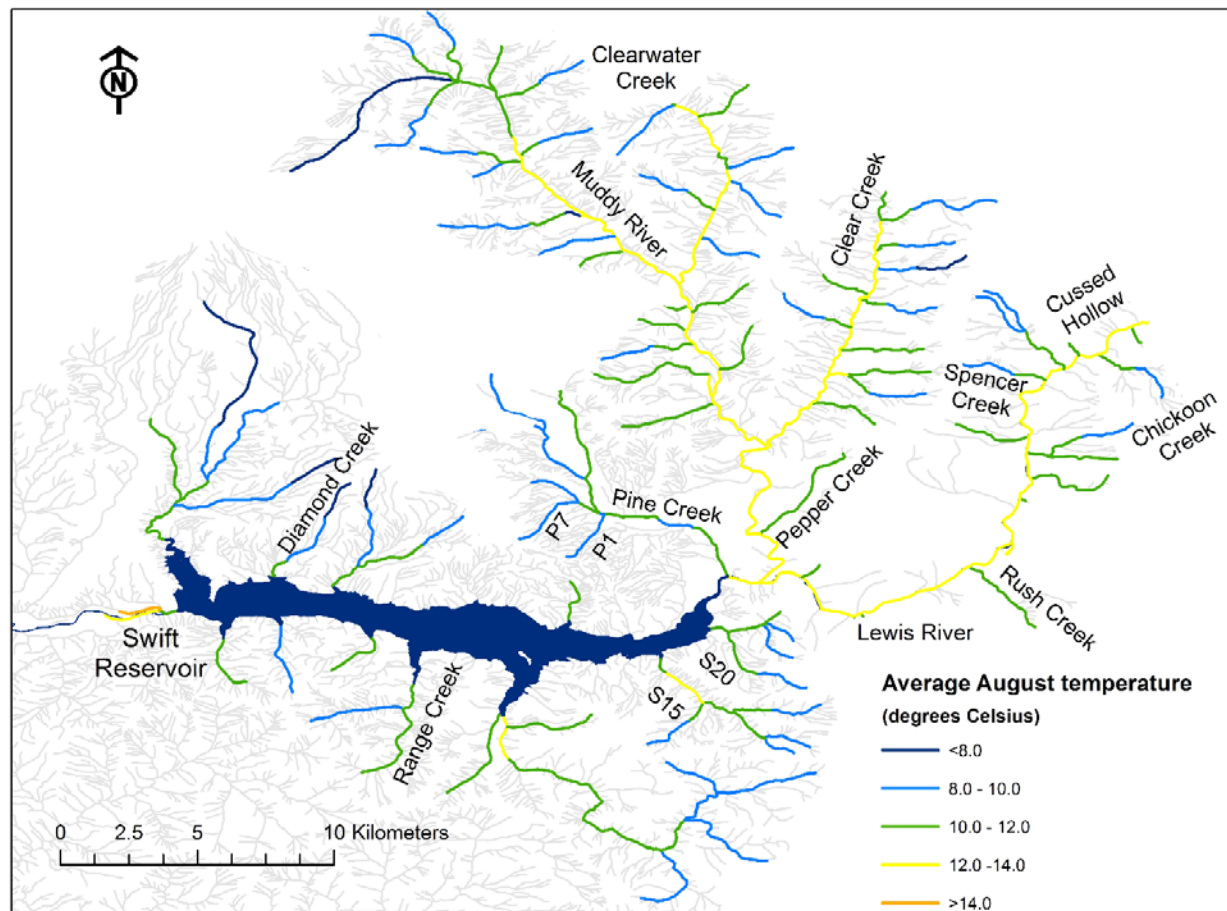 N
Clearwater
Creek
Muddy River
Clear Creek
Cussed
Hollow
Spencer
Creek
Chickoon
Creek
Diamond Creek
Pine Creek
P7
P1
Pepper Creek
Rush Creek
Swift
Reservoir
Lewis River
S20
S15
Range Creek
Average August temperature
(degrees Celsius)
<8.0
8.0 - 10.0
10.0 - 12.0
12.0 -14.0
>14.0
0 2.5 5 10 Kilometers